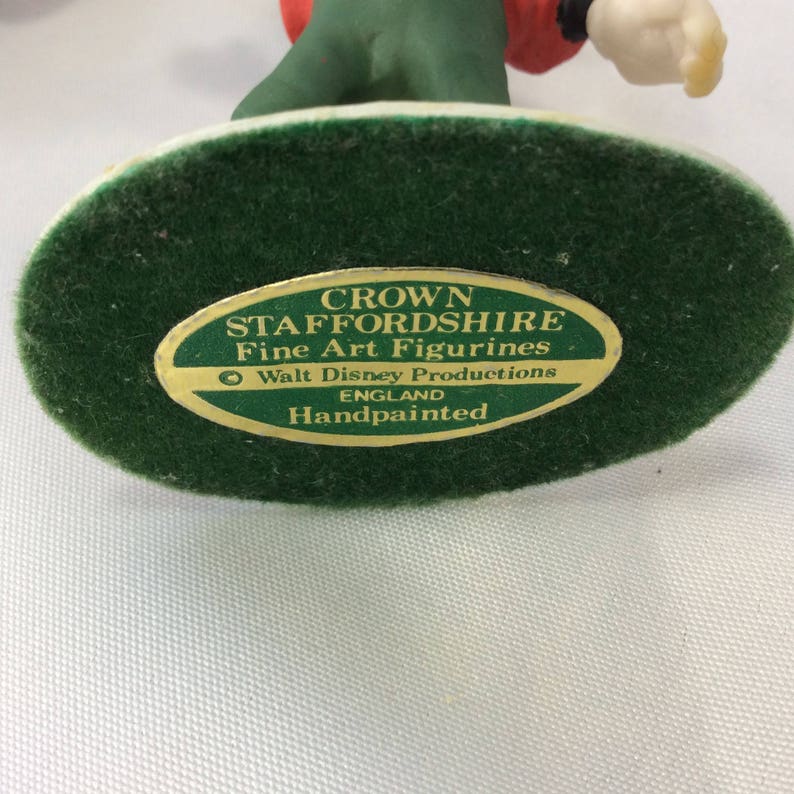 CROWN
STAFFORDSHIRE
Fine Art Figurines
© Walt Disney Productions
ENGLAND
Handpainted